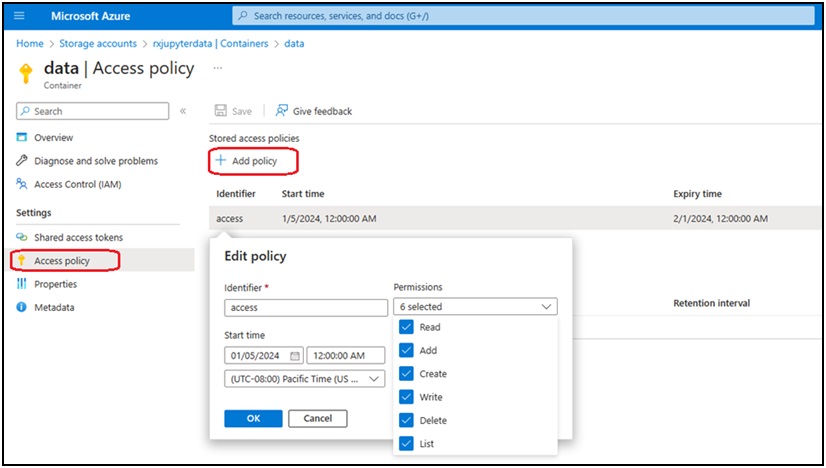 Microsoft Azure
Search resources, services, and docs (G+/)
Home > Storage accounts > rxjupyterdata | Containers > data
data | Access policy ...
Container
Search
«
Save
Give feedback
Overview
Diagnose and solve problems
Access Control (IAM)
Settings
Shared access tokens
Access policy
Properties
Metadata
Stored access policies
+ Add policy
Identifier Start time Expiry time
access 1/5/2024, 12:00:00 AM 2/1/2024, 12:00:00 AM
Retention interval
Edit policy
Identifier *
access
Start time
01/05/2024 12:00:00 AM
(UTC-08:00) Pacific Time (US ...
OK Cancel
Permissions
6 selected
Read
Add
Create
Write
Delete
List